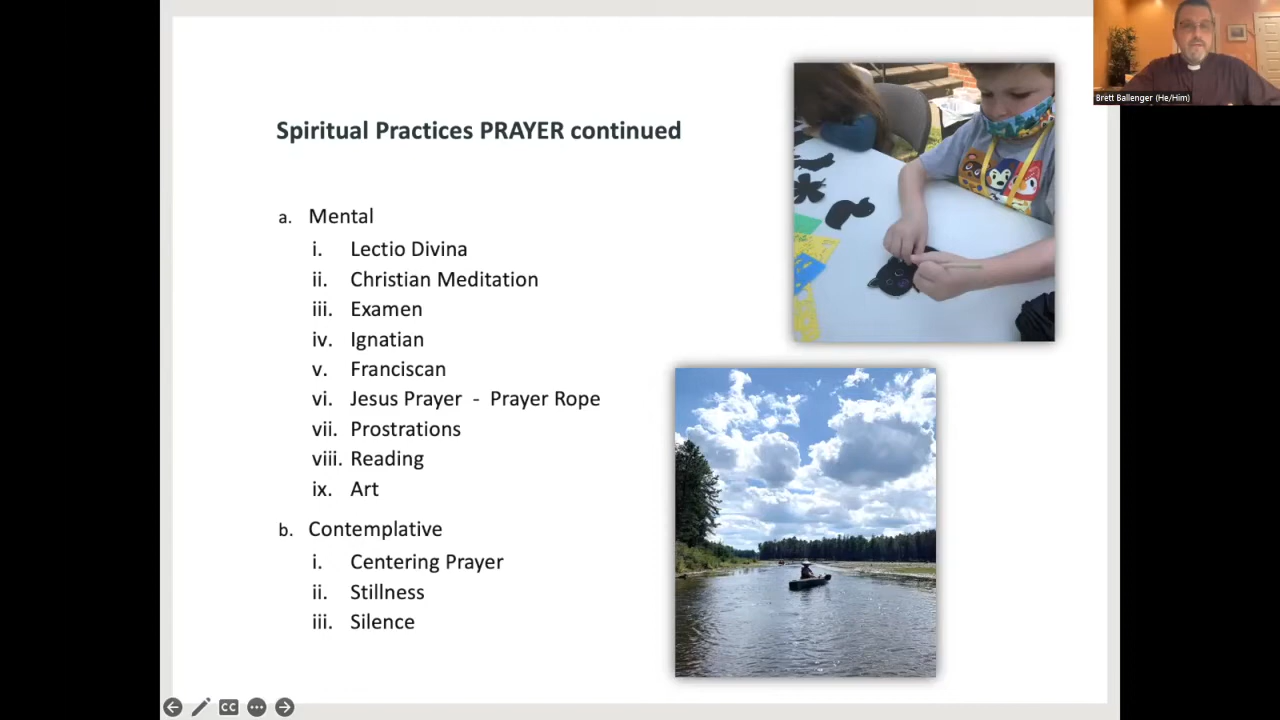 Brett Ballenger (He/Him)
Spiritual Practices PRAYER continued
a. Mental
i. Lectio Divina
ii. Christian Meditation
iii. Examen
iv. Ignatian
v. Franciscan
vi. Jesus Prayer - Prayer Rope
vii. Prostrations
viii. Reading
ix. Art
b. Contemplative
i. Centering Prayer
ii. Stillness
iii. Silence
CC